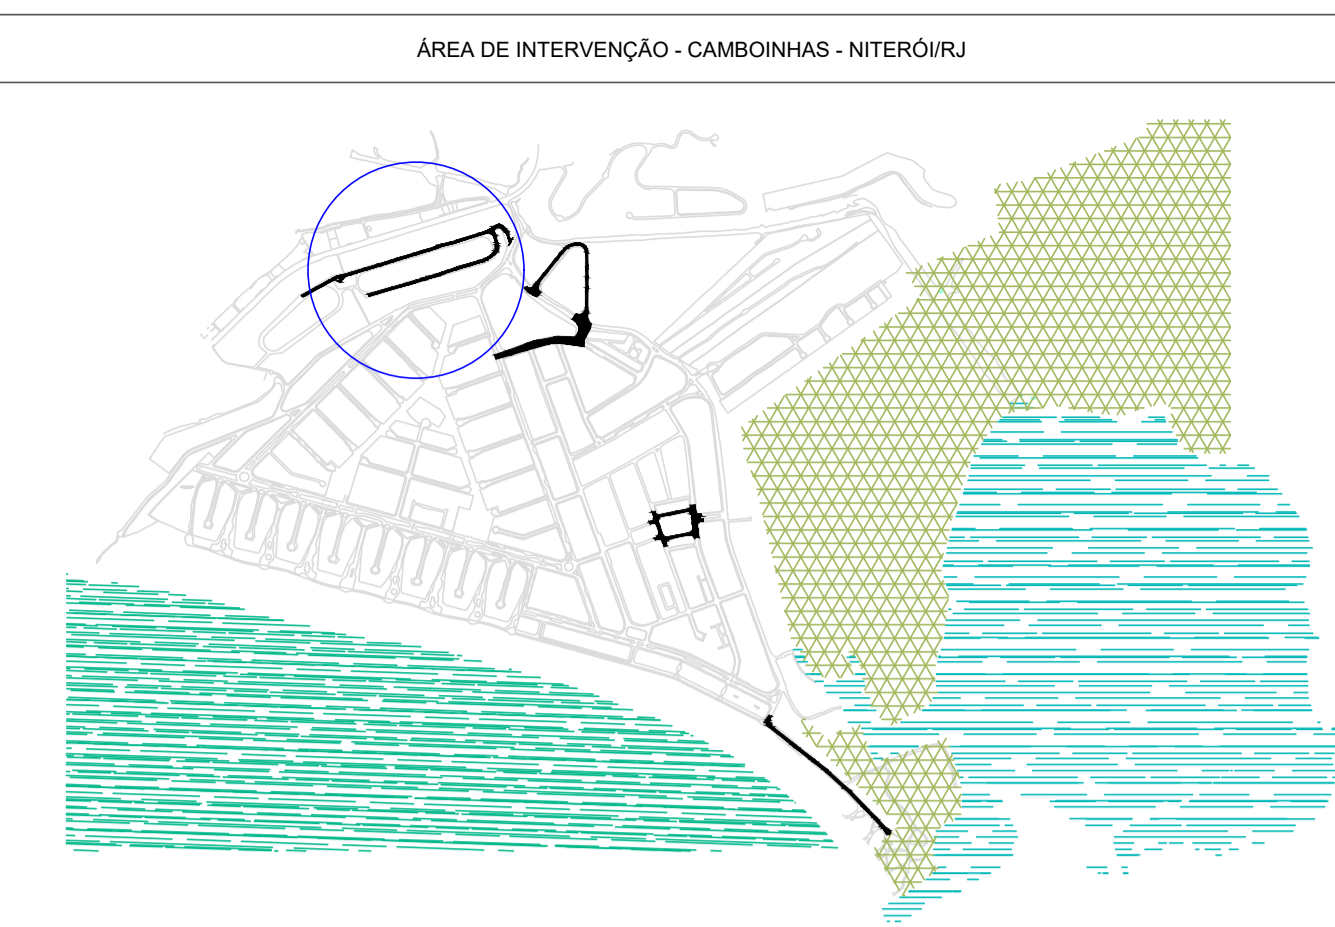 ÁREA DE INTERVENÇÃO - CAMBOINHAS - NITERÓI/RJ